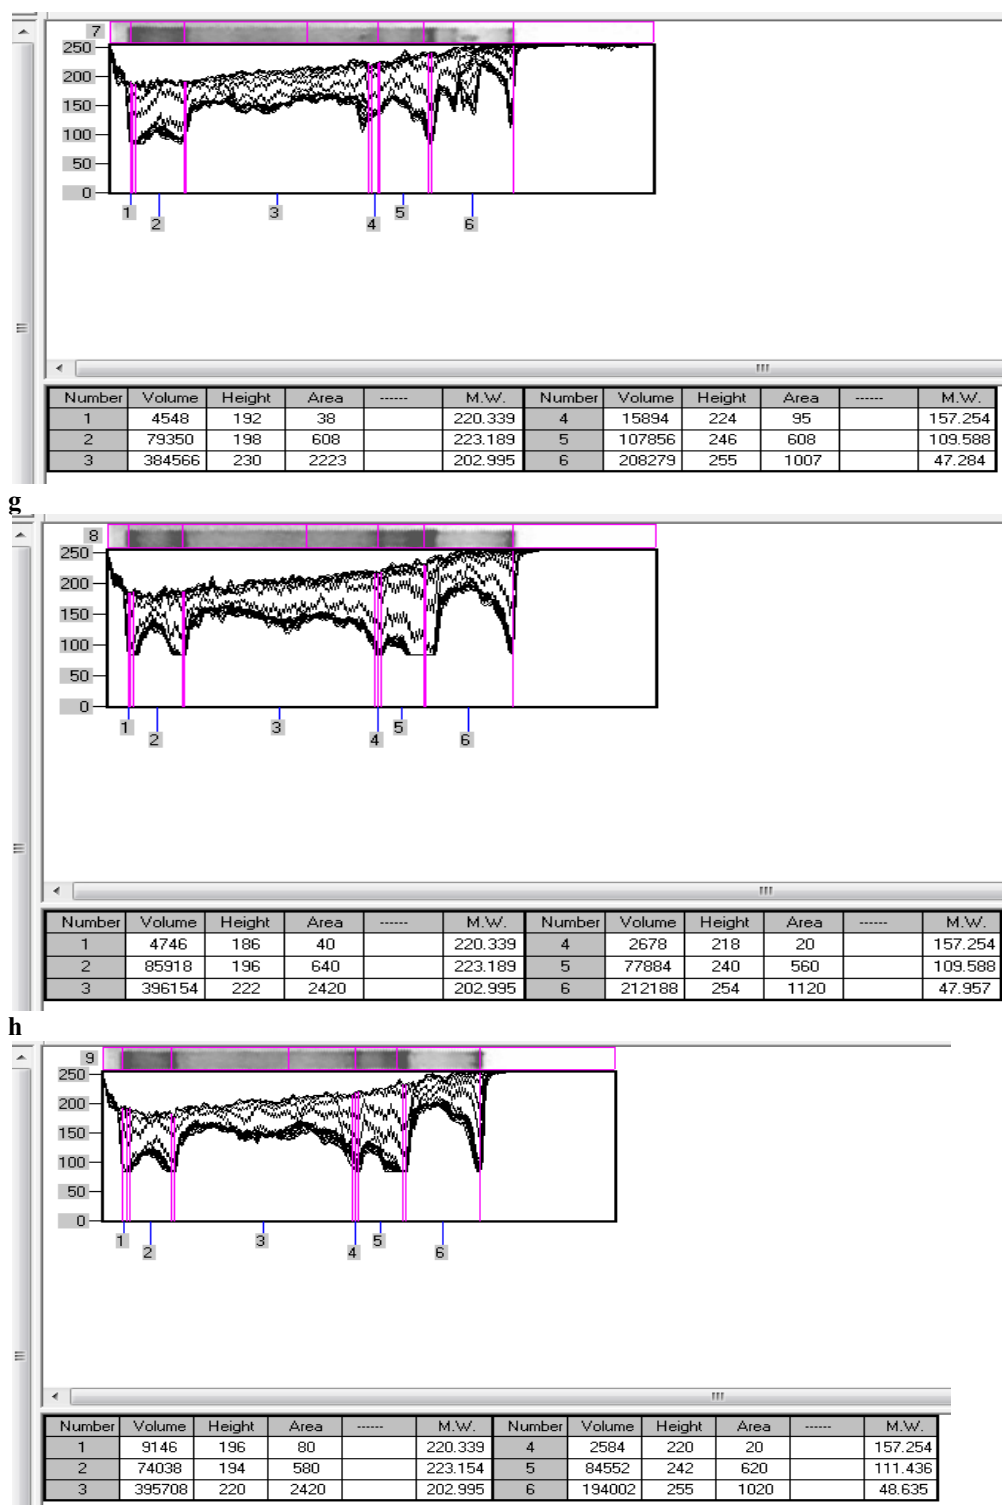 7
250
200
150
100
50
0
1 2 3 4 5 6
Number Volume Height Area ------ M.W. Number Volume Height Area ------ M.W.
1 4548 192 38 220.339 4 15894 224 95 157.254
2 79350 198 608 223.189 5 107856 246 608 109.588
3 384566 230 2223 202.995 6 208279 255 1007 47.284
g
8
250
200
150
100
50
0
1 2 3 4 5 6
Number Volume Height Area ------ M.W. Number Volume Height Area ------ M.W.
1 4746 186 40 220.339 4 2678 218 20 157.254
2 85918 196 640 223.189 5 77884 240 560 109.588
3 396154 222 2420 202.995 6 212188 254 1120 47.957
h
9
250
200
150
100
50
0
1 2 3 4 5 6
Number Volume Height Area ------ M.W. Number Volume Height Area ------ M.W.
1 9146 196 80 220.339 4 2584 220 20 157.254
2 74038 194 580 223.154 5 84552 242 620 111.436
3 395708 220 2420 202.995 6 194002 255 1020 48.635